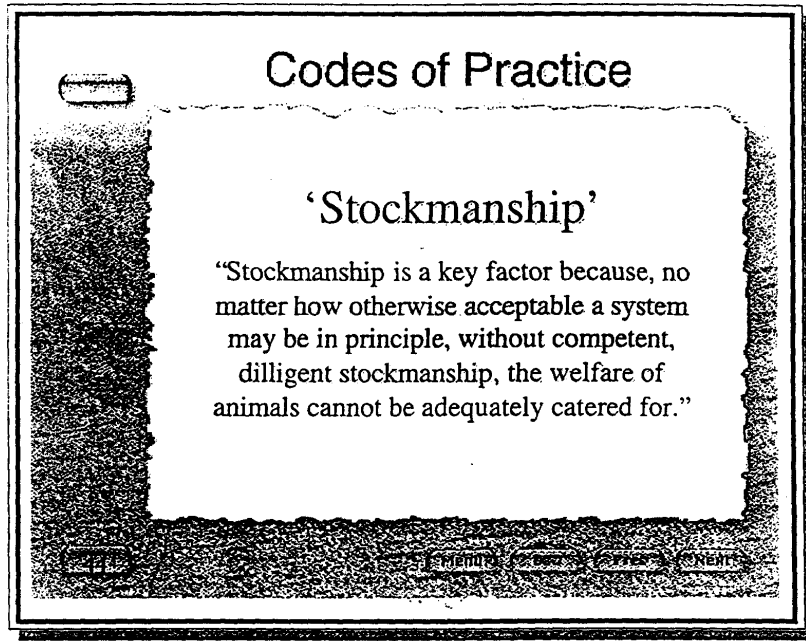 Codes of Practice
‘Stockmanship’
“Stockmanship is a key factor because, no
matter how otherwise acceptable a system
may be in principle, without competent,
dilligent stockmanship, the welfare of
animals cannot be adequately catered for.”
MENU NEXT